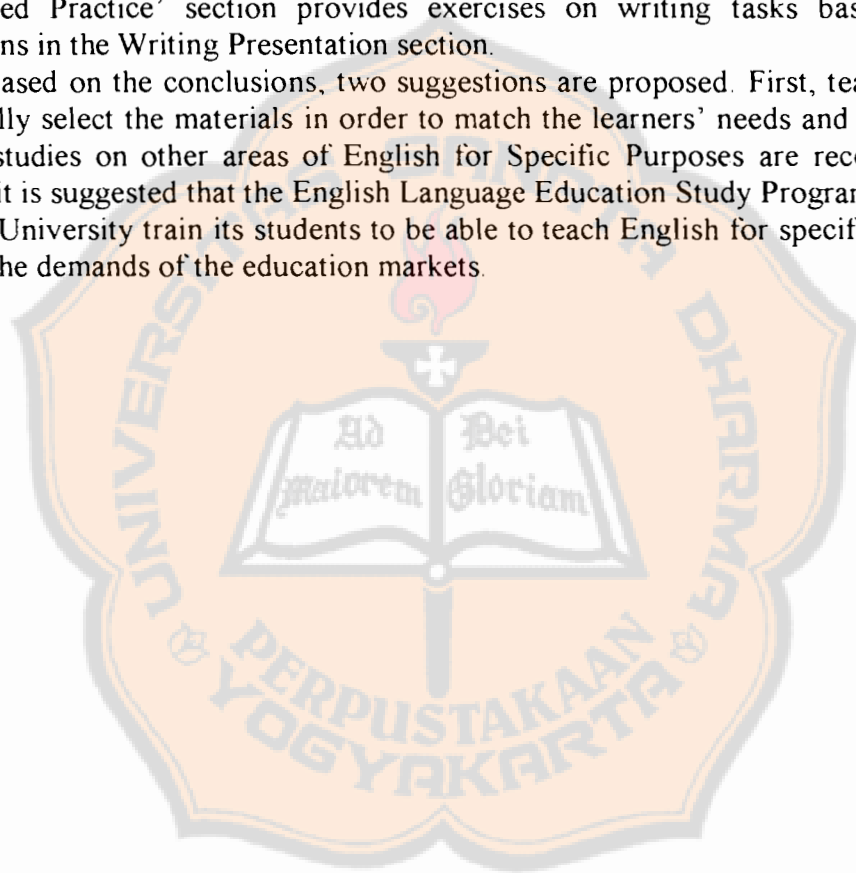 ed Practice' section provides exercises on writing tasks bas
ns in the Writing Presentation section.
ased on the conclusions, two suggestions are proposed. First, tea
lly select the materials in order to match the learners' needs and
studies on other areas of English for Specific Purposes are rec
it is suggested that the English Language Education Study Program
University train its students to be able to teach English for specif
he demands of the education markets.
UNIVERSITAS SANATA DHARMA
Ad Dei
maiorem Gloriam
PERPUSTAKAAN
YOGYAKARTA